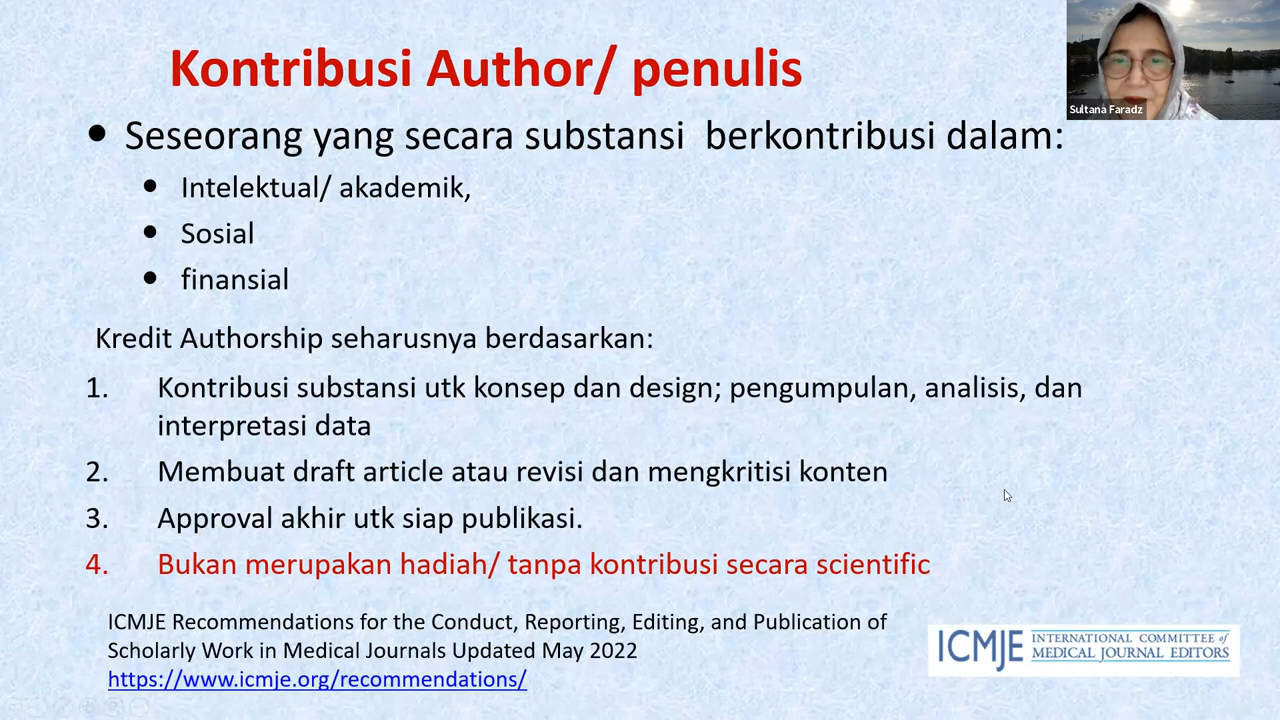 Kontribusi Author/ penulis
Sultana Faradz
• Seseorang yang secara substansi berkontribusi dalam:
• Intelektual/ akademik,
• Sosial
• finansial
Kredit Authorship seharusnya berdasarkan:
1. Kontribusi substansi utk konsep dan design; pengumpulan, analisis, dan
interpretasi data
2. Membuat draft article atau revisi dan mengkritisi konten
3. Approval akhir utk siap publikasi.
4. Bukan merupakan hadiah/ tanpa kontribusi secara scientific
ICMJE Recommendations for the Conduct, Reporting, Editing, and Publication of
Scholarly Work in Medical Journals Updated May 2022
https://www.icmje.org/recommendations/
ICMJE INTERNATIONAL COMMITTEE of
MEDICAL JOURNAL EDITORS